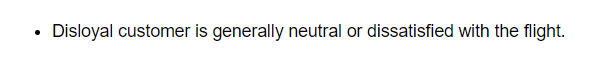 • Disloyal customer is generally neutral or dissatisfied with the flight.